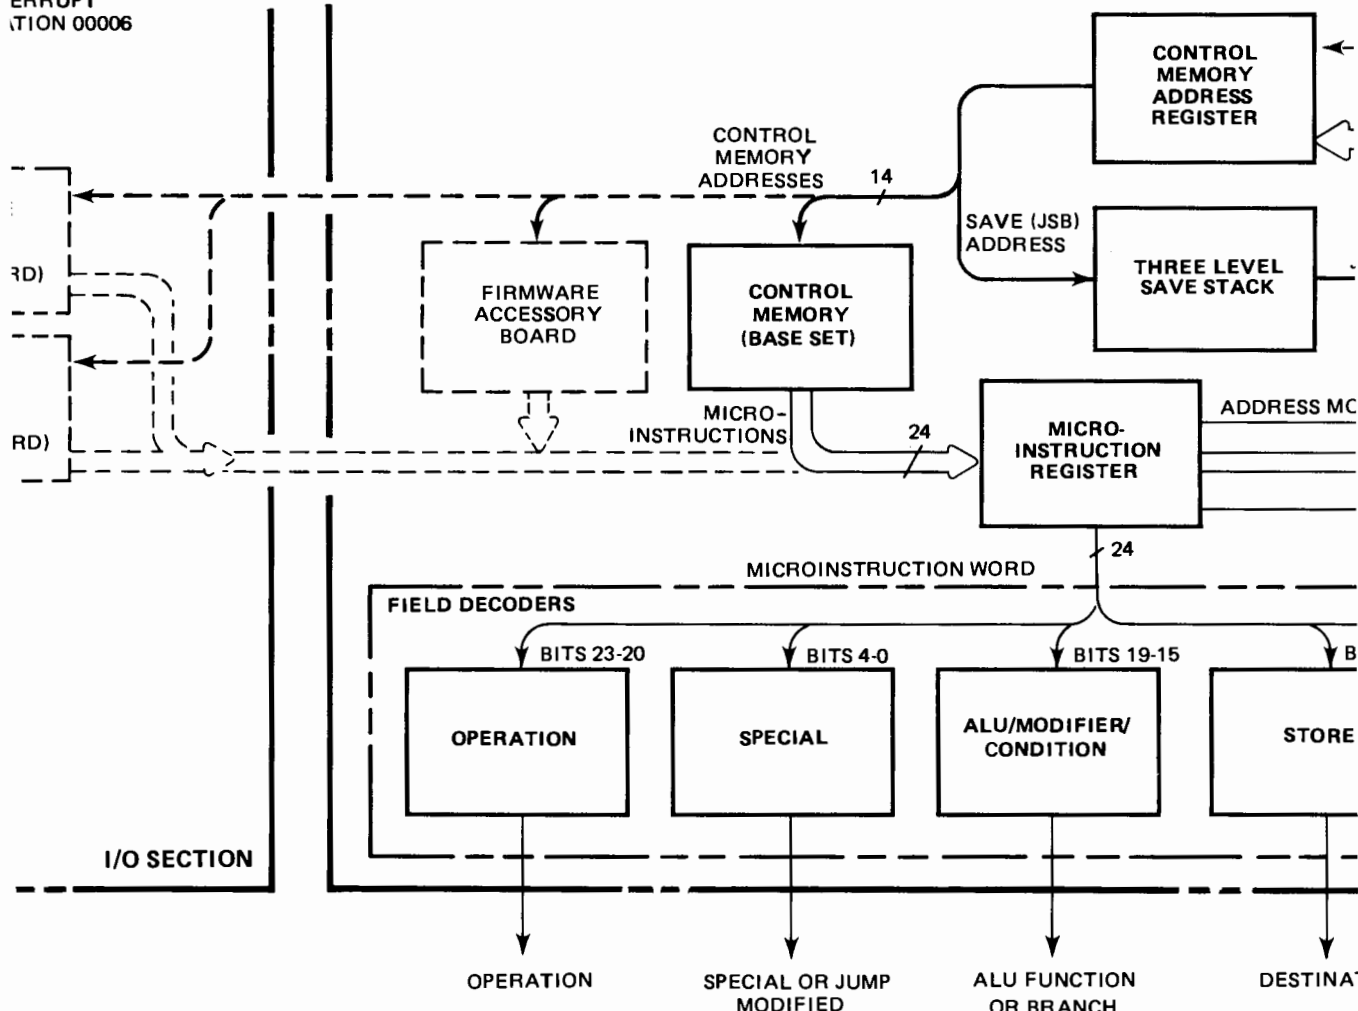 ERRUPT
ATION 00006
CONTROL
MEMORY
ADDRESS
REGISTER
CONTROL
MEMORY
ADDRESSES
14
SAVE (JSB)
ADDRESS
THREE LEVEL
SAVE STACK
RD)
FIRMWARE
ACCESSORY
BOARD
CONTROL
MEMORY
(BASE SET)
RD)
MICRO-
INSTRUCTIONS
24
MICRO-
INSTRUCTION
REGISTER
ADDRESS MO
24
MICROINSTRUCTION WORD
FIELD DECODERS
BITS 23-20
BITS 4-0
BITS 19-15
B
OPERATION
SPECIAL
ALU/MODIFIER/
CONDITION
STORE
I/O SECTION
OPERATION
SPECIAL OR JUMP
MODIFIED
ALU FUNCTION
OR BRANCH
DESTINAT